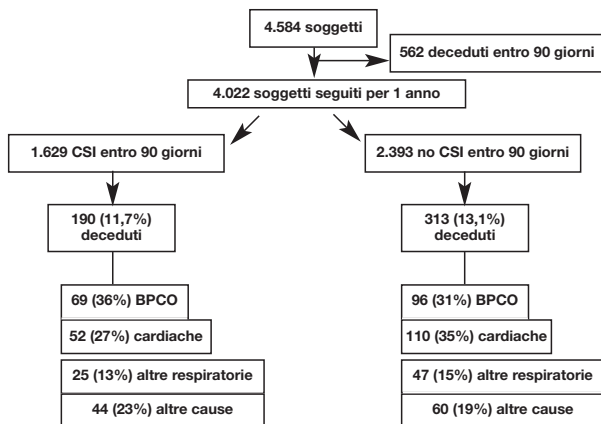 4.584 soggetti
562 deceduti entro 90 giorni
4.022 soggetti seguiti per 1 anno
1.629 CSI entro 90 giorni
2.393 no CSI entro 90 giorni
190 (11,7%)
deceduti
313 (13,1%)
deceduti
69 (36%) BPCO
52 (27%) cardiache
25 (13%) altre respiratorie
44 (23%) altre cause
96 (31%) BPCO
110 (35%) cardiache
47 (15%) altre respiratorie
60 (19%) altre cause